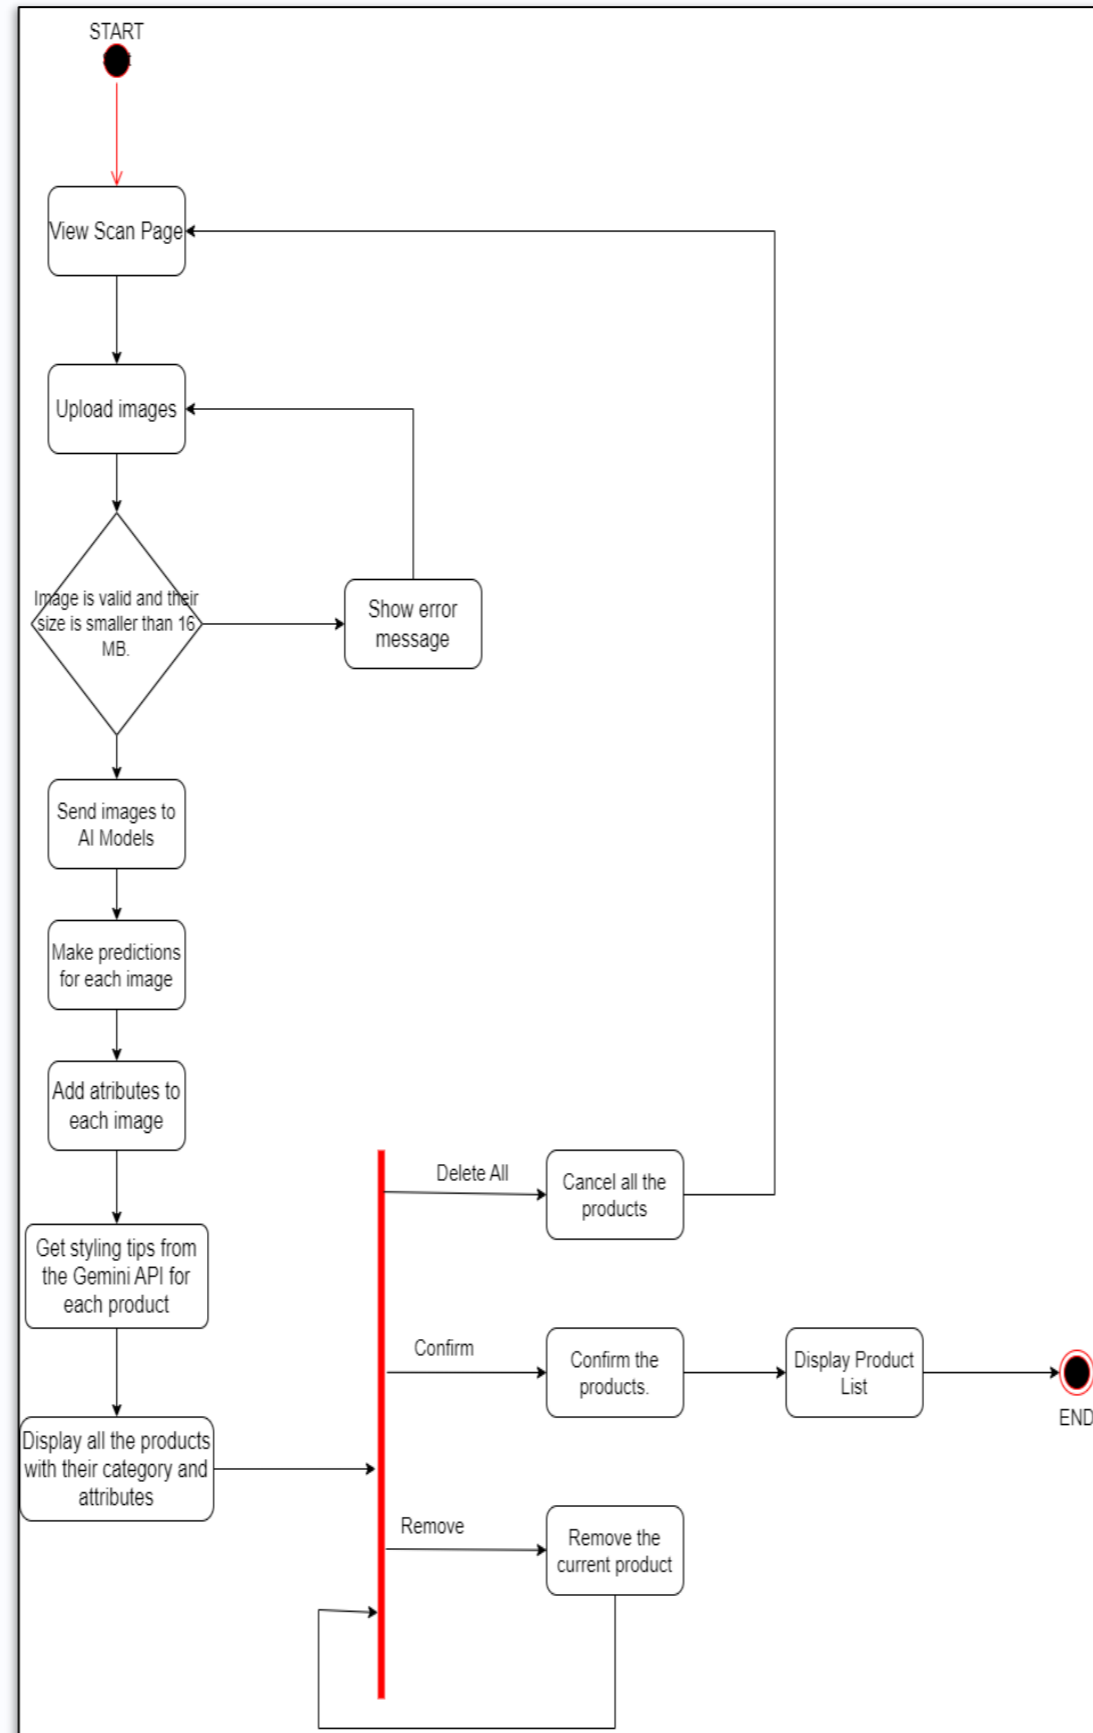 START
View Scan Page
Upload images
Image is valid and their
size is smaller than 16
MB.
Show error
message
Send images to
AI Models
Make predictions
for each image
Add atributes to
each image
Get styling tips from
the Gemini API for
each product
Display all the products
with their category and
attributes
Delete All
Cancel all the
products
Confirm
Confirm the
products.
Display Product
List
END
Remove
Remove the
current product